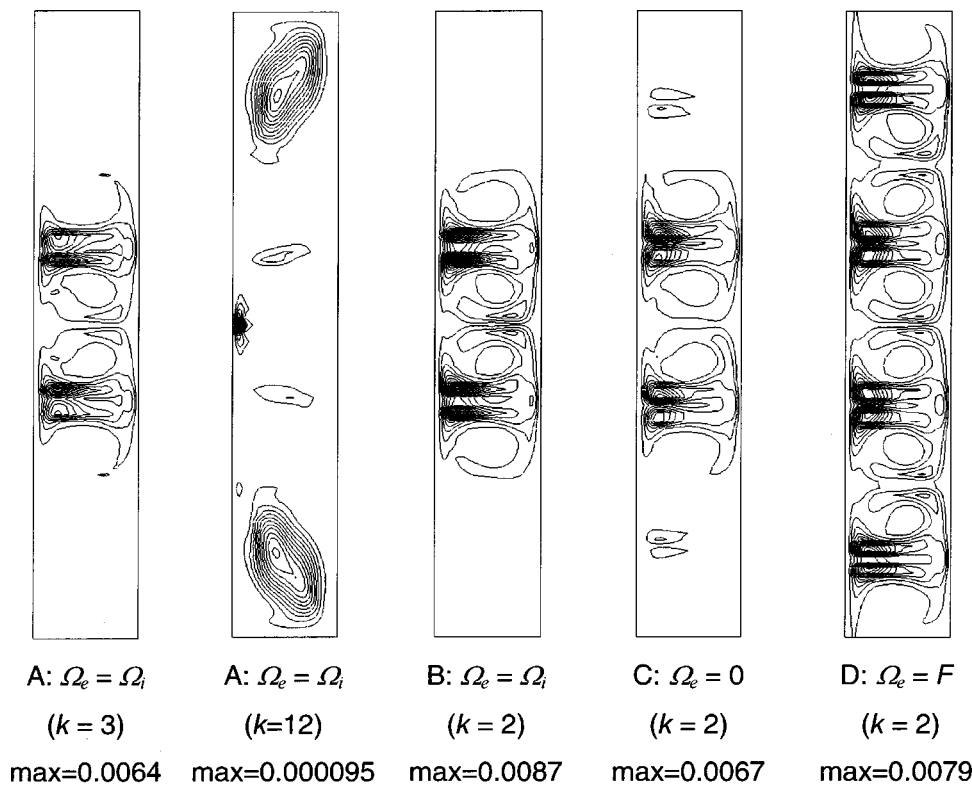 A: Ωe = Ωi
A: Ωe = Ωi
B: Ωe = Ωi
C: Ωe = 0
D: Ωe = F
(k = 3)
(k=12)
(k = 2)
(k = 2)
(k = 2)
max=0.0064
max=0.000095
max=0.0087
max=0.0067
max=0.0079